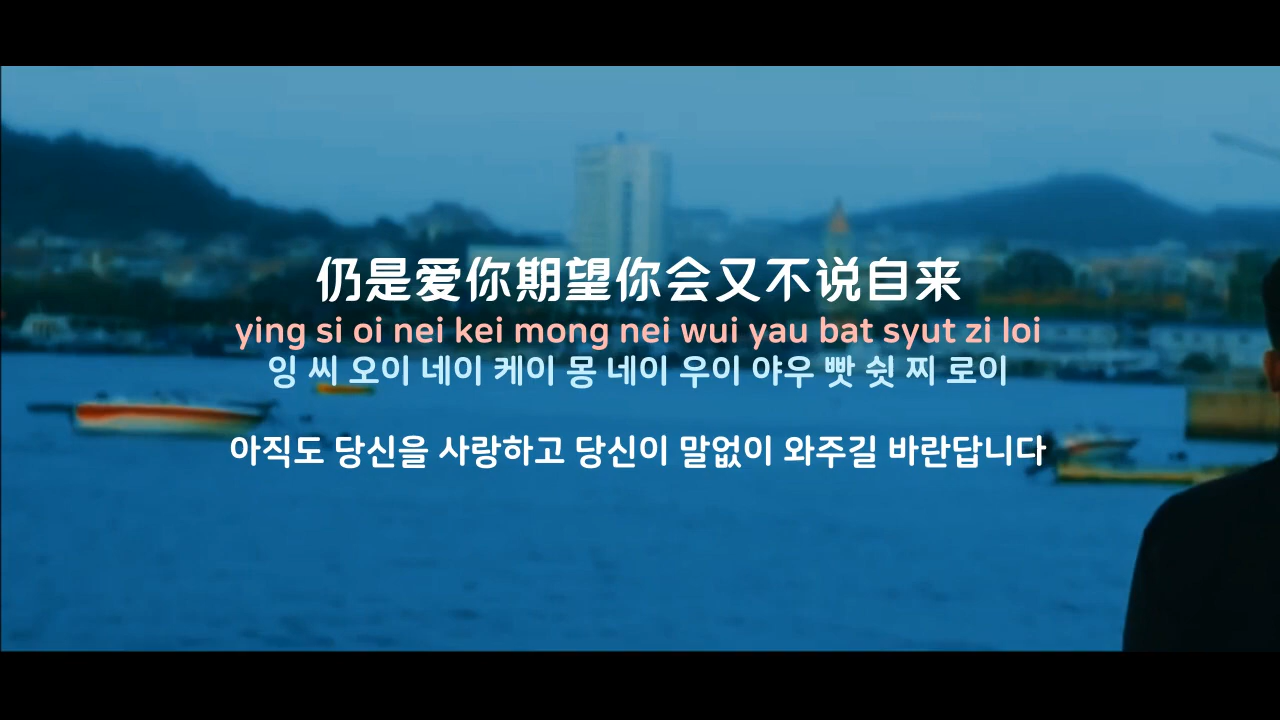 仍是爱你期望你会又不说自来
ying si oi nei kei mong nei wui yau bat syut zi loi
잉 씨 오이 네이 케이 몽 네이 우이 야우 빳 쉿 찌 로이
아직도 당신을 사랑하고 당신이 말없이 와주길 바란답니다